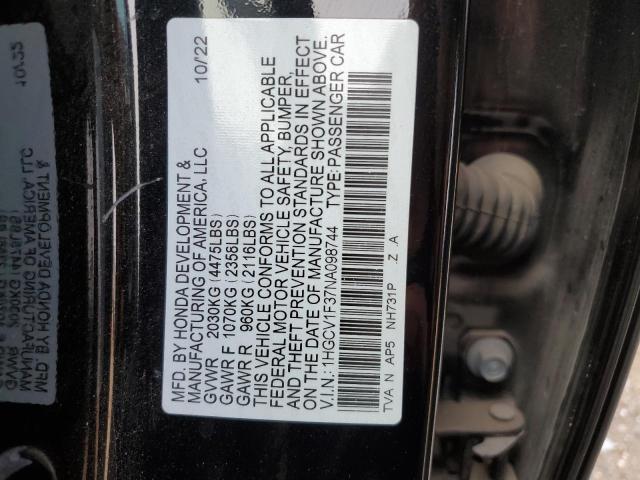 MFD. BY HONDA DEVELOPMENT &
MANUFACTURING OF AMERICA, LLC 10/22
GVWR 2030KG (4475LBS)
GAWR F 1070KG (2358LBS)
GAWR R 960KG (2116LBS)
THIS VEHICLE CONFORMS TO ALL APPLICABLE
FEDERAL MOTOR VEHICLE SAFETY, BUMPER,
AND THEFT PREVENTION STANDARDS IN EFFECT
ON THE DATE OF MANUFACTURE SHOWN ABOVE.
V.I.N.: 1HGCV1F37NA098744 TYPE: PASSENGER CAR
TVA N AP5 NH731P Z A